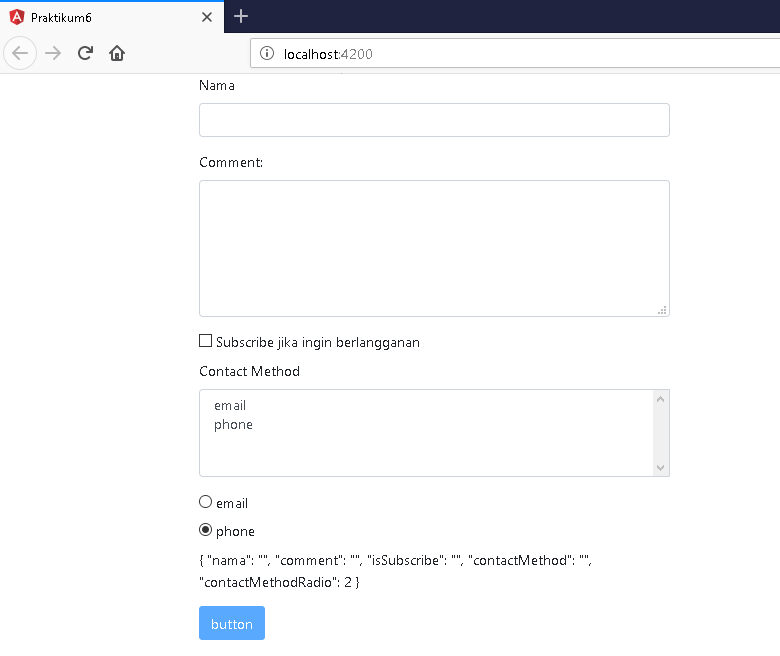 Praktikum6
localhost:4200
Nama
Comment:
Subscribe jika ingin berlangganan
Contact Method
email
phone
email
phone
{ "nama": "", "comment": "", "isSubscribe": "", "contactMethod": "",
"contactMethodRadio": 2 }
button